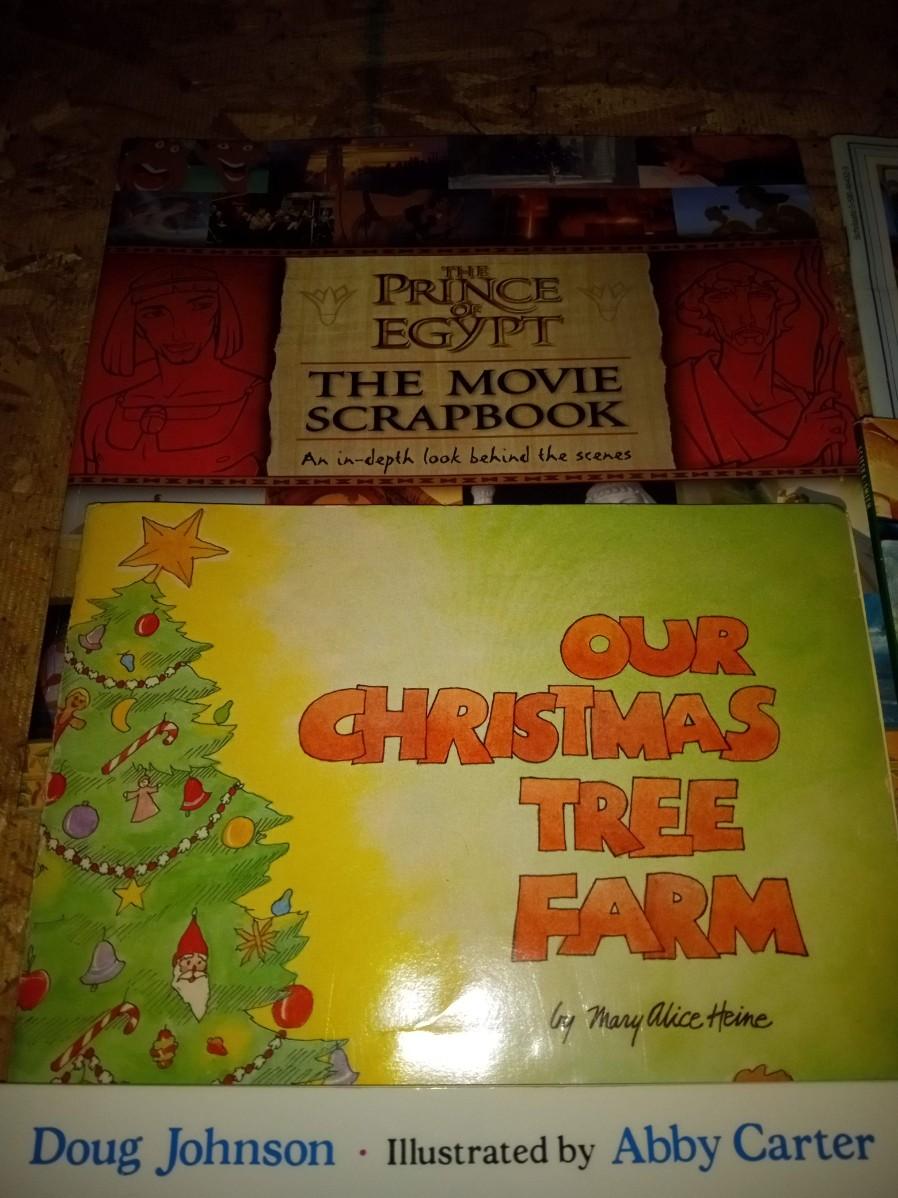 THE
PRINCE
OF
EGYPT
THE MOVIE
SCRAPBOOK
An in-depth look behind the scenes
OUR
CHRISTMAS
TREE
FARM
by Mary Alice Heine
Doug Johnson · Illustrated by Abby Carter